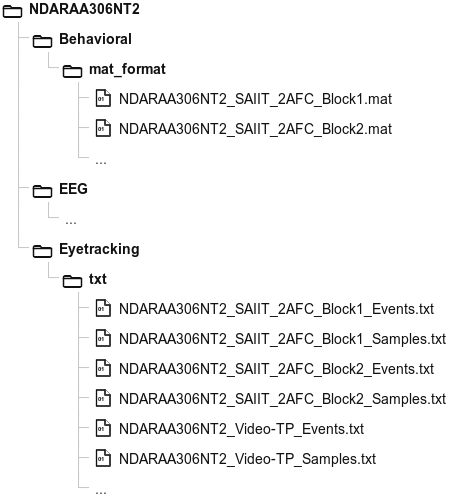 NDARAA306NT2
Behavioral
mat_format
NDARAA306NT2_SAIIT_2AFC_Block1.mat
NDARAA306NT2_SAIIT_2AFC_Block2.mat
...
EEG
...
Eyetracking
txt
NDARAA306NT2_SAIIT_2AFC_Block1_Events.txt
NDARAA306NT2_SAIIT_2AFC_Block1_Samples.txt
NDARAA306NT2_SAIIT_2AFC_Block2_Events.txt
NDARAA306NT2_SAIIT_2AFC_Block2_Samples.txt
NDARAA306NT2_Video-TP_Events.txt
NDARAA306NT2_Video-TP_Samples.txt
...